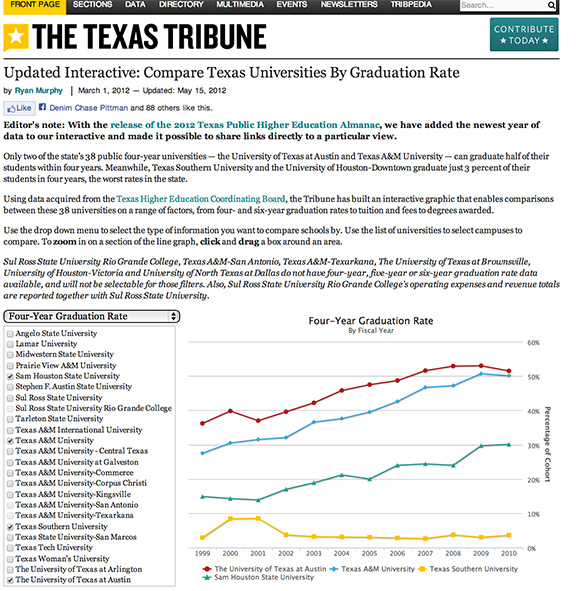 FRONT PAGE SECTIONS DATA DIRECTORY MULTIMEDIA EVENTS NEWSLETTERS TRIBPEDIA Search...
THE TEXAS TRIBUNE
CONTRIBUTE
TODAY
Updated Interactive: Compare Texas Universities By Graduation Rate
by Ryan Murphy | March 1, 2012 — Updated: May 15, 2012
Like Denim Chase Pittman and 88 others like this.
Editor's note: With the release of the 2012 Texas Public Higher Education Almanac, we have added the newest year of
data to our interactive and made it possible to share links directly to a particular view.
Only two of the state's 38 public four-year universities — the University of Texas at Austin and Texas A&M University — can graduate half of their
students within four years. Meanwhile, Texas Southern University and the University of Houston-Downtown graduate just 3 percent of their
students in four years, the worst rates in the state.
Using data acquired from the Texas Higher Education Coordinating Board, the Tribune has built an interactive graphic that enables comparisons
between these 38 universities on a range of factors, from four- and six-year graduation rates to tuition and fees to degrees awarded.
Use the drop down menu to select the type of information you want to compare schools by. Use the list of universities to select campuses to
compare. To zoom in on a section of the line graph, click and drag a box around an area.
Sul Ross State University Rio Grande College, Texas A&M-San Antonio, Texas A&M-Texarkana, The University of Texas at Brownsville,
University of Houston-Victoria and University of North Texas at Dallas do not have four-year, five-year or six-year graduation rate data
available, and will not be selectable for those filters. Also, Sul Ross State University Rio Grande College's operating expenses and revenue totals
are reported together with Sul Ross State University.
Four-Year Graduation Rate
Angelo State University
Lamar University
Midwestern State University
Prairie View A&M University
Sam Houston State University
Stephen F. Austin State University
Sul Ross State University
Sul Ross State University Rio Grande College
Tarleton State University
Texas A&M International University
Texas A&M University
Texas A&M University - Central Texas
Texas A&M University at Galveston
Texas A&M University-Commerce
Texas A&M University-Corpus Christi
Texas A&M University-Kingsville
Texas A&M University-San Antonio
Texas A&M University-Texarkana
Texas Southern University
Texas State University-San Marcos
Texas Tech University
Texas Woman's University
The University of Texas at Arlington
The University of Texas at Austin
Four-Year Graduation Rate
By Fiscal Year
60%
50%
40%
30%
20%
10%
0%
Percentage of Cohort
1999 2000 2001 2002 2003 2004 2005 2006 2007 2008 2009 2010
The University of Texas at Austin Texas A&M University Texas Southern University
Sam Houston State University